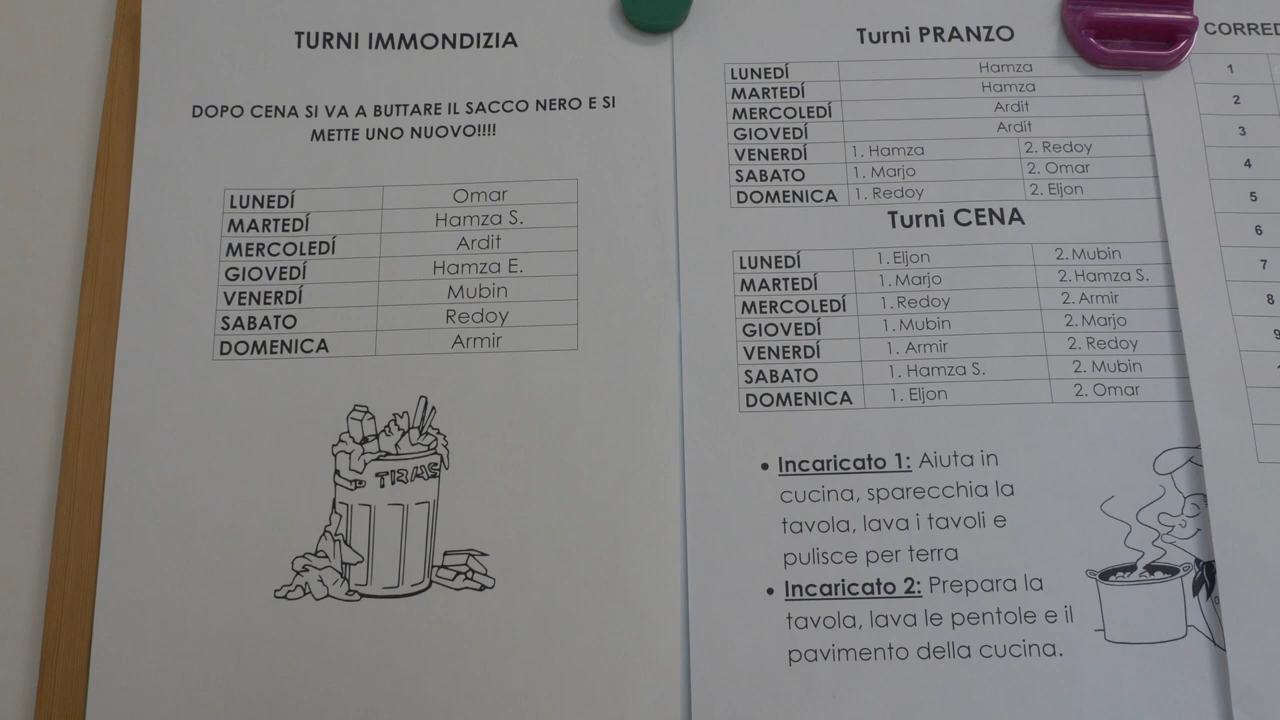 TURNI IMMONDIZIA
DOPO CENA SI VA A BUTTARE IL SACCO NERO E SI
METTE UNO NUOVO!!!!
LUNEDÍ Omar
MARTEDÍ Hamza S.
MERCOLEDÍ Ardit
GIOVEDÍ Hamza E.
VENERDÍ Mubin
SABATO Redoy
DOMENICA Armir
Turni PRANZO
LUNEDÍ Hamza
MARTEDÍ Hamza
MERCOLEDÍ Ardit
GIOVEDÍ Ardit
VENERDÍ 1. Hamza 2. Redoy
SABATO 1. Marjo 2. Omar
DOMENICA 1. Redoy 2. Eljon
Turni CENA
LUNEDÍ 1. Eljon 2. Mubin
MARTEDÍ 1. Marjo 2. Hamza S.
MERCOLEDÍ 1. Redoy 2. Armir
GIOVEDÍ 1. Mubin 2. Marjo
VENERDÍ 1. Armir 2. Redoy
SABATO 1. Hamza S. 2. Mubin
DOMENICA 1. Eljon 2. Omar
• Incaricato 1: Aiuta in
cucina, sparecchia la
tavola, lava i tavoli e
pulisce per terra
• Incaricato 2: Prepara la
tavola, lava le pentole e il
pavimento della cucina.
1
2
3
4
5
6
7
8